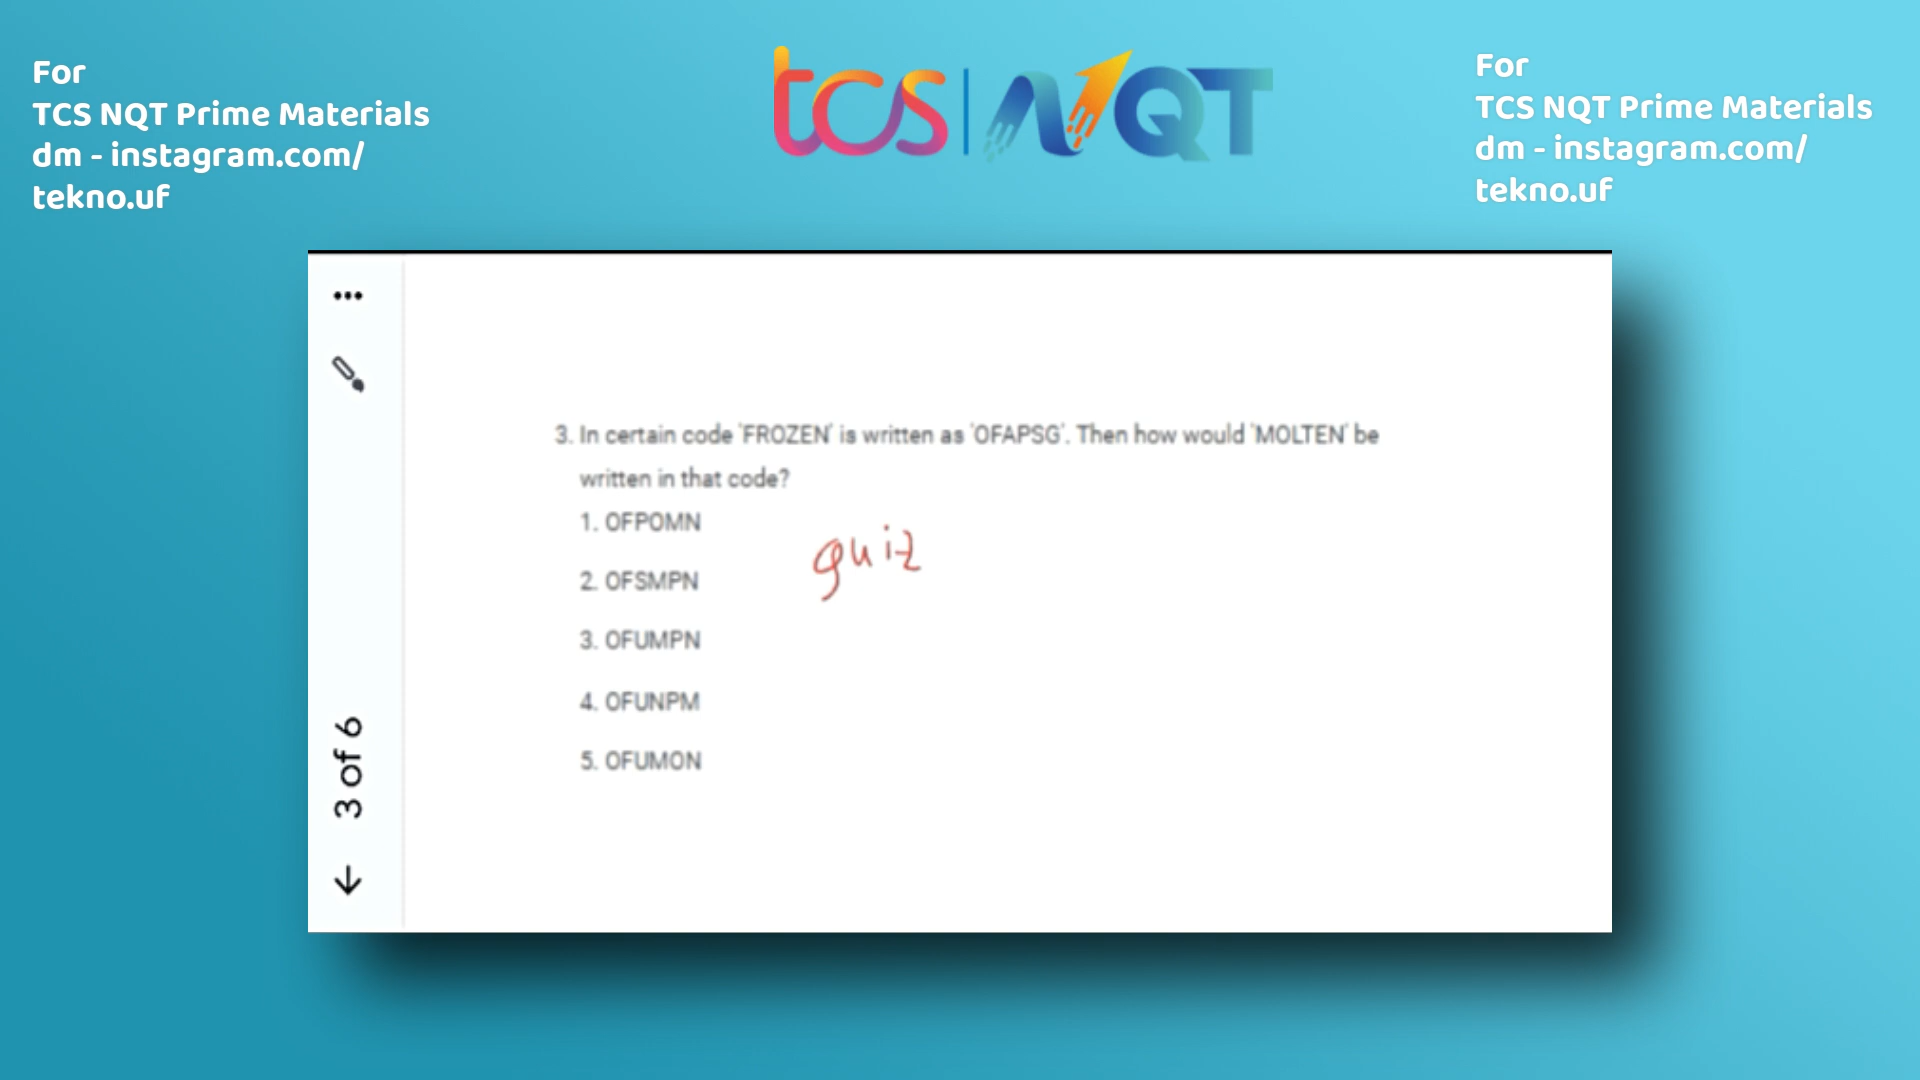 For
TCS NQT Prime Materials
dm - instagram.com/
tekno.uf
tcs | NQT
For
TCS NQT Prime Materials
dm - instagram.com/
tekno.uf
3. In certain code 'FROZEN' is written as 'OFAPSG'. Then how would 'MOLTEN' be
written in that code?
1. OFPOMN
2. OFSMPN
3. OFUMPN
4. OFUNPM
5. OFUMON
quiz
3 of 6